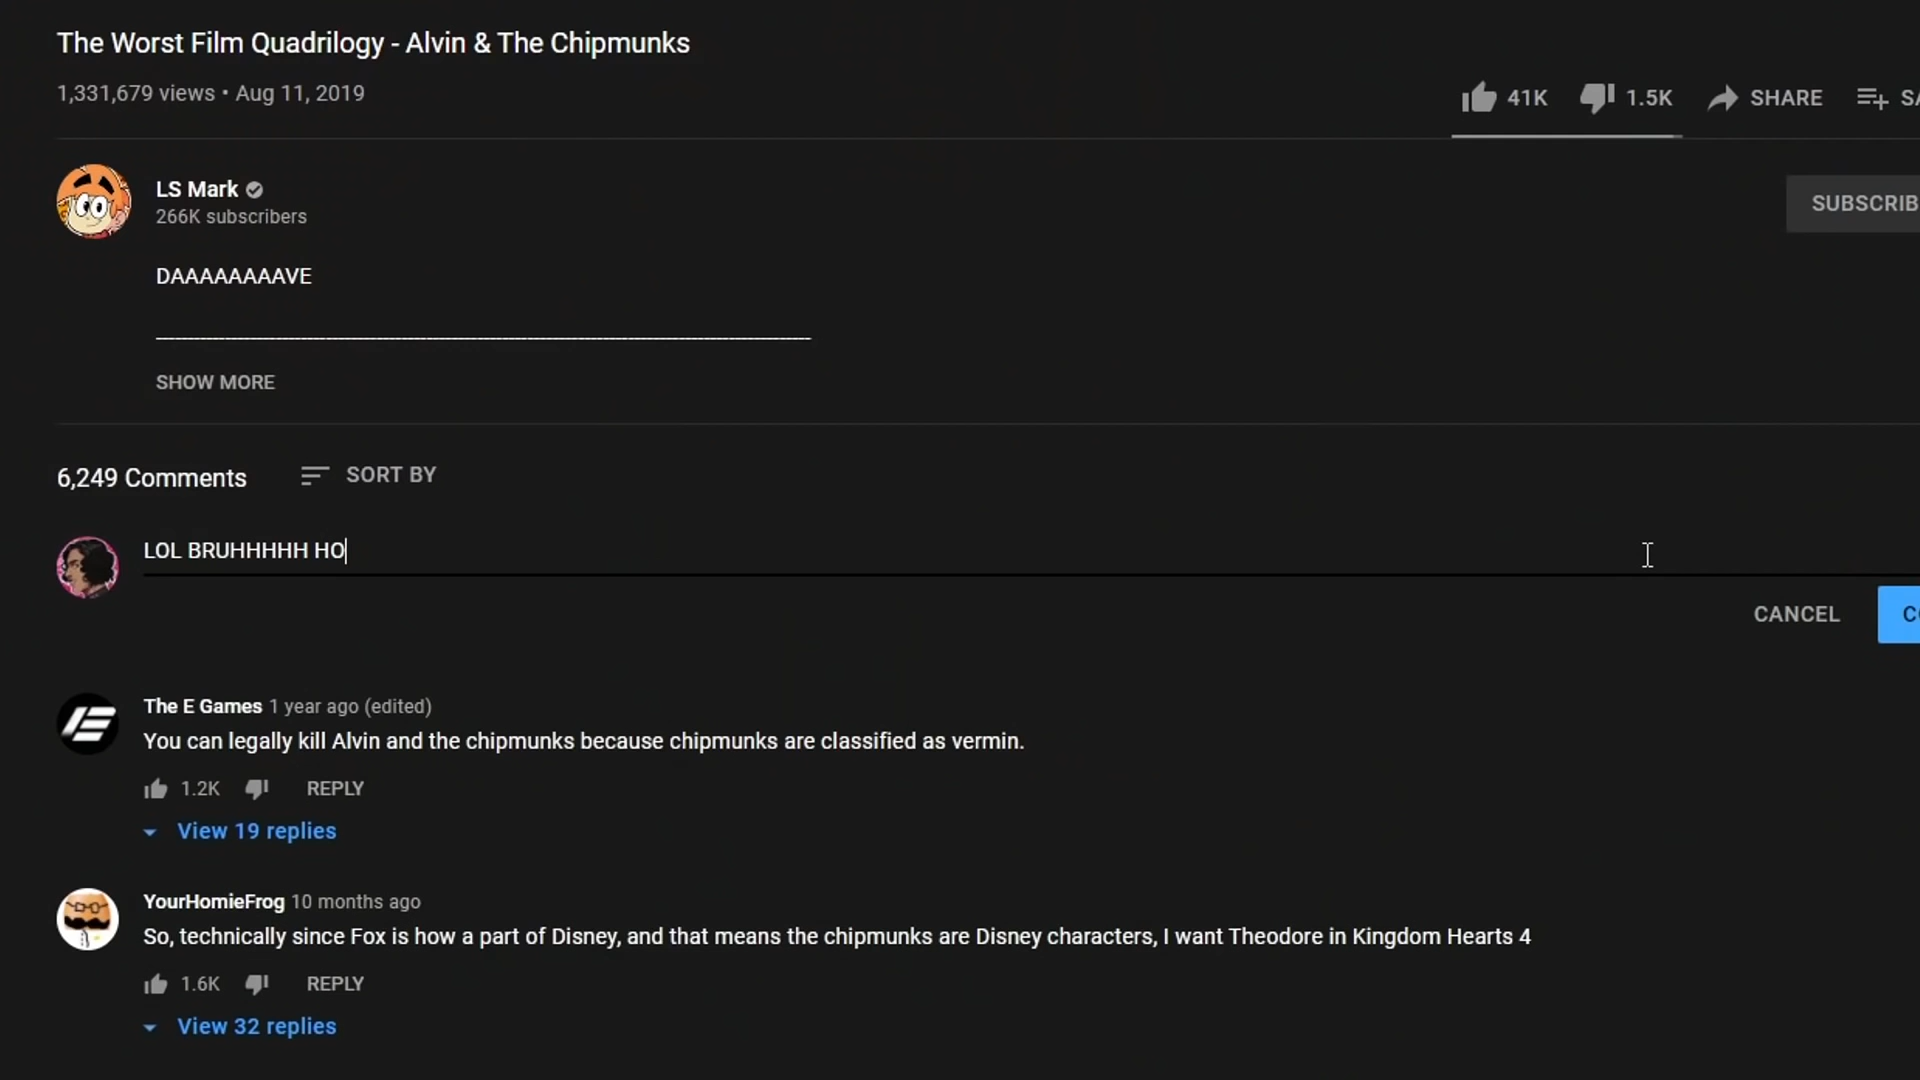 The Worst Film Quadrilogy - Alvin & The Chipmunks
1,331,679 views • Aug 11, 2019
41K 1.5K SHARE SA
LS Mark
266K subscribers
SUBSCRIB
DAAAAAAAAVE
SHOW MORE
6,249 Comments SORT BY
LOL BRUHHHHH HO
CANCEL CO
The E Games 1 year ago (edited)
You can legally kill Alvin and the chipmunks because chipmunks are classified as vermin.
1.2K REPLY
View 19 replies
YourHomieFrog 10 months ago
So, technically since Fox is how a part of Disney, and that means the chipmunks are Disney characters, I want Theodore in Kingdom Hearts 4
1.6K REPLY
View 32 replies